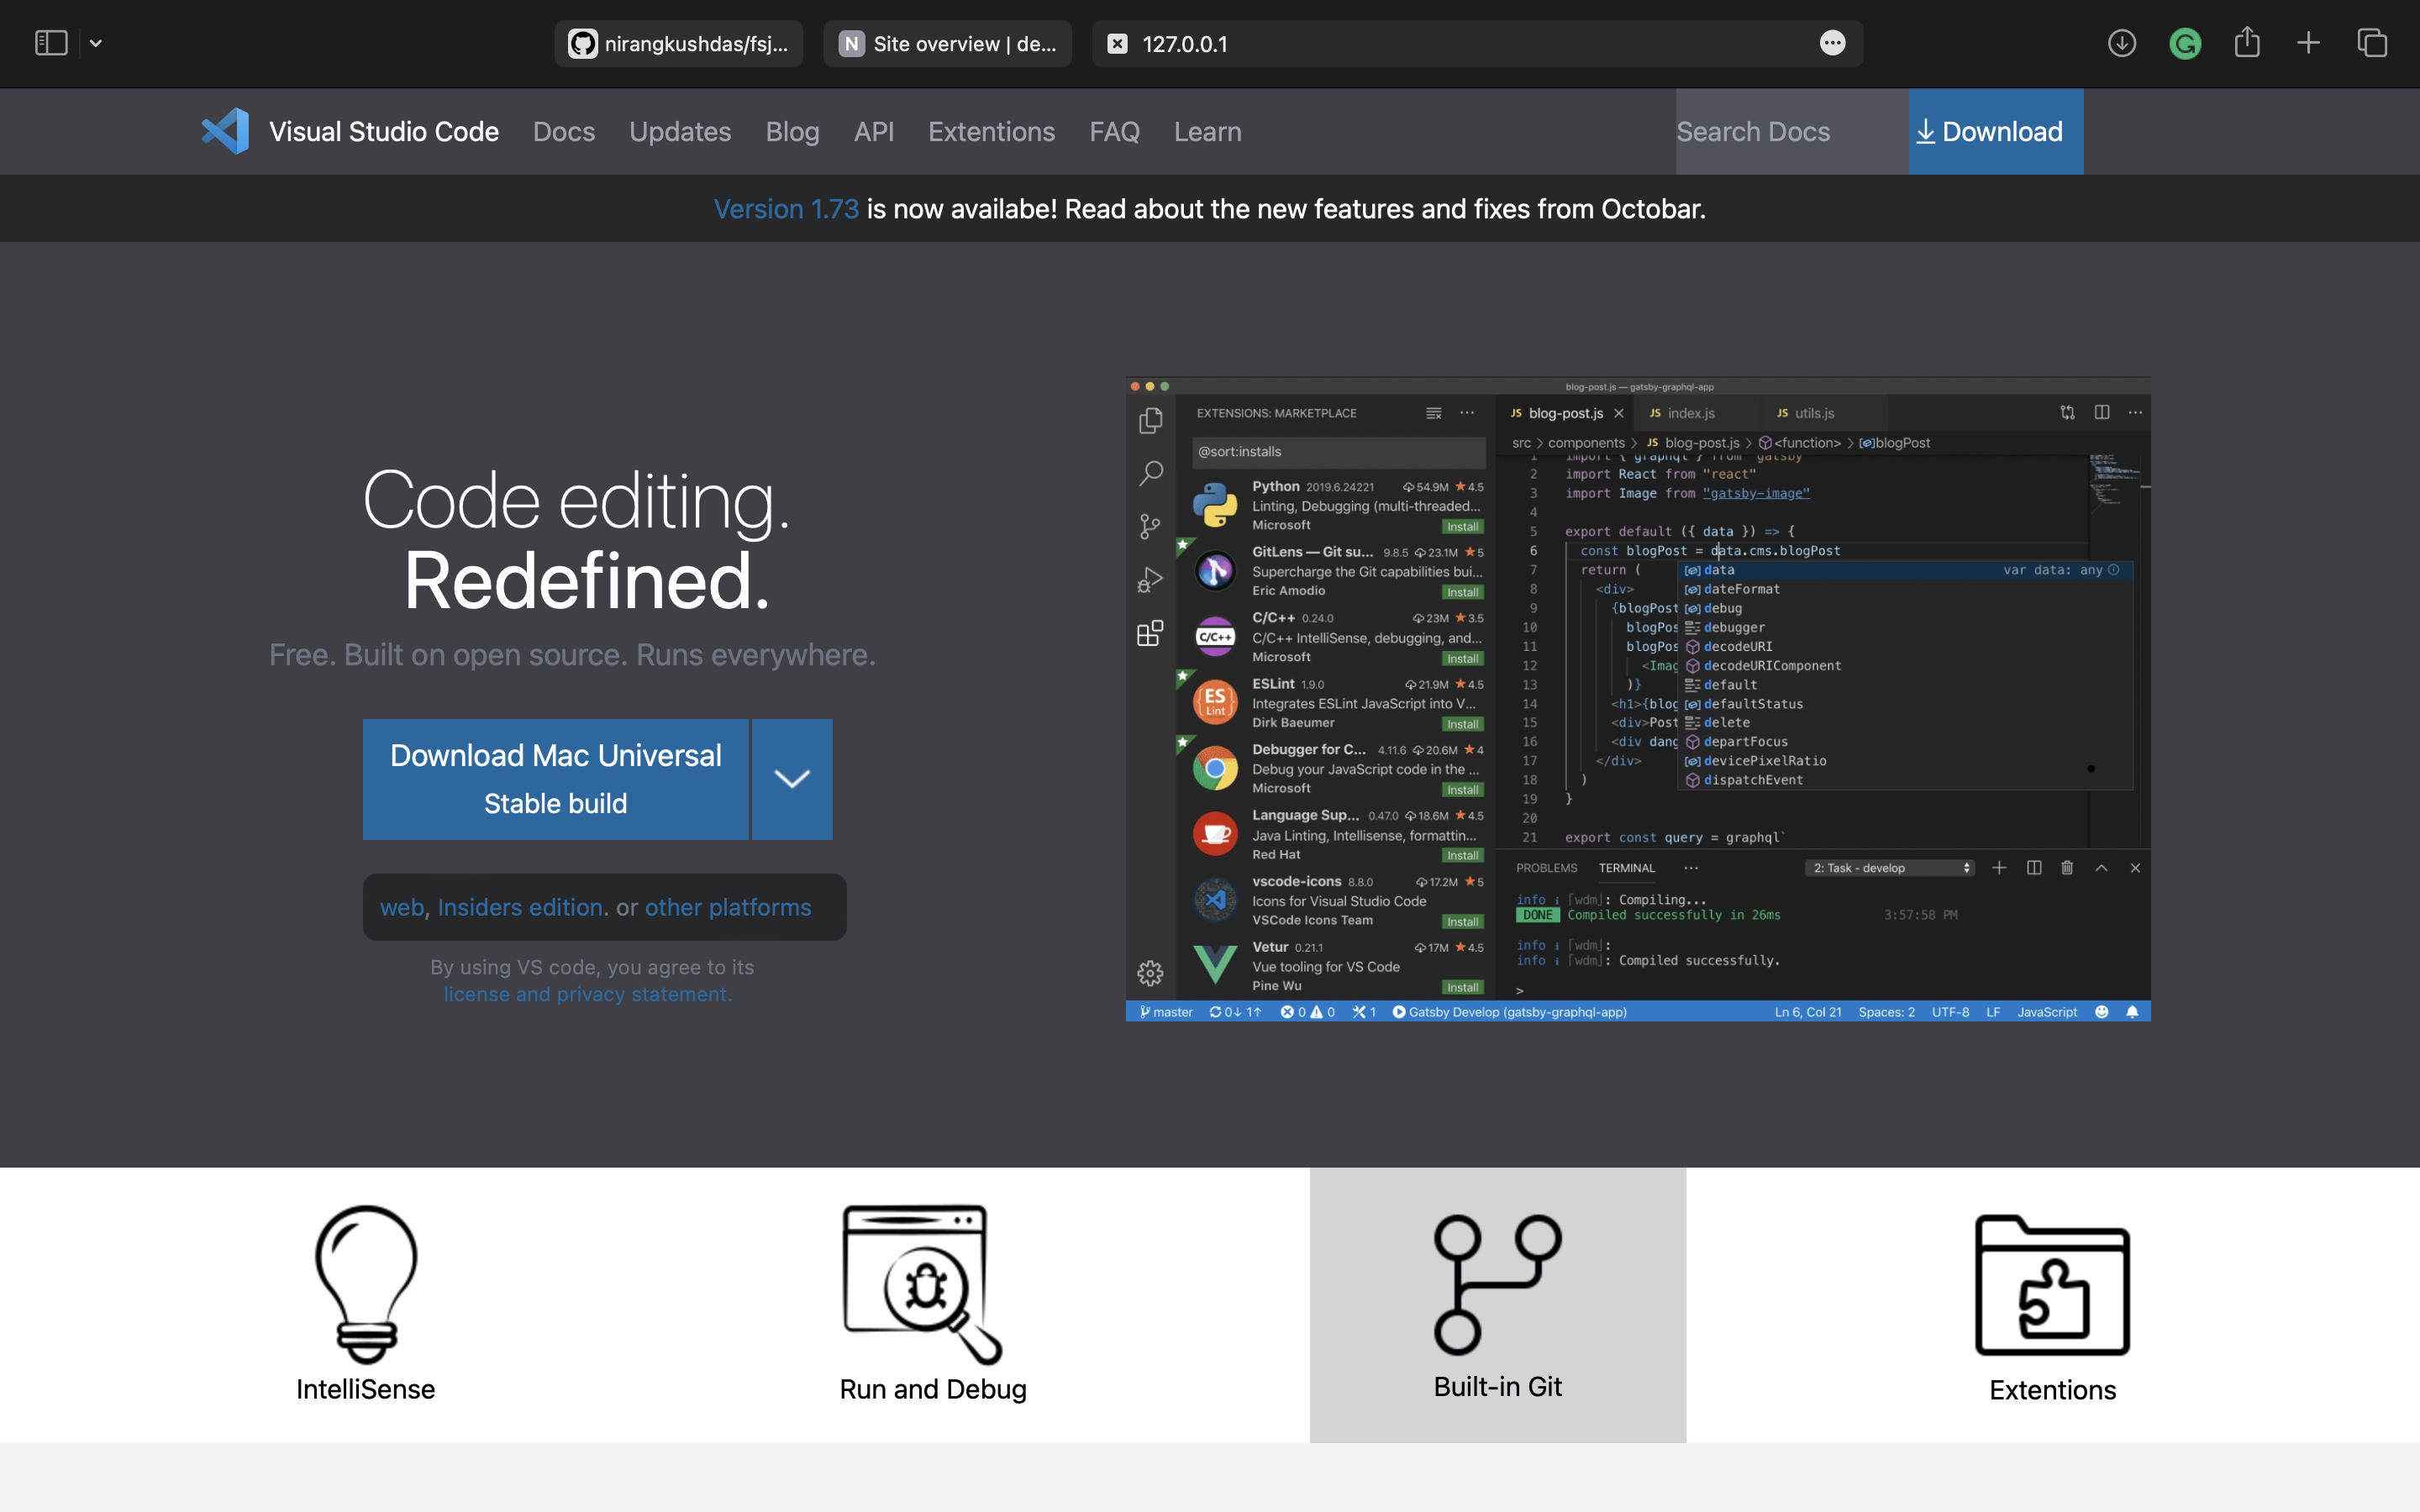 nirangkushdas/fsj...
N Site overview | de...
127.0.0.1
Visual Studio Code Docs Updates Blog API Extentions FAQ Learn
Search Docs
Download
Version 1.73 is now availabe! Read about the new features and fixes from Octobar.
Code editing.
Redefined.
Free. Built on open source. Runs everywhere.
Download Mac Universal
Stable build
web, Insiders edition. or other platforms
By using VS code, you agree to its
license and privacy statement.
blog-post.js — gatsby-graphql-app
EXTENSIONS: MARKETPLACE
@sort:installs
Python 2019.6.24221 54.9M ★4.5
Linting, Debugging (multi-threaded...
Microsoft Install
GitLens — Git su... 9.8.5 23.1M ★5
Supercharge the Git capabilities bui...
Eric Amodio Install
C/C++
C/C++ 0.24.0 23M ★3.5
C/C++ IntelliSense, debugging, and...
Microsoft Install
ES
Lint
ESLint 1.9.0 21.9M ★4.5
Integrates ESLint JavaScript into V...
Dirk Baeumer Install
Debugger for C... 4.11.6 20.6M ★4
Debug your JavaScript code in the ...
Microsoft Install
Language Sup... 0.47.0 18.6M ★4.5
Java Linting, Intellisense, formattin...
Red Hat Install
vscode-icons 8.8.0 17.2M ★5
Icons for Visual Studio Code
VSCode Icons Team Install
Vetur 0.21.1 17M ★4.5
Vue tooling for VS Code
Pine Wu Install
JS blog-post.js JS index.js JS utils.js
src > components > JS blog-post.js > <function> > blogPost
1 import { graphql } from "gatsby"
2 import React from "react"
3 import Image from "gatsby-image"
4
5 export default ({ data }) => {
6 const blogPost = data.cms.blogPost
7 return (
8 <div>
9 {blogPost
10 blogPos
11 blogPos
12 <Imag
13 )}
14 <h1>{blog
15 <div>Post
16 <div dang
17 </div>
18 )
19 }
20
21 export const query = graphql`
data var data: any
dateFormat
debug
debugger
decodeURI
decodeURIComponent
default
defaultStatus
delete
departFocus
devicePixelRatio
dispatchEvent
PROBLEMS TERMINAL ... 2: Task - develop
info i ｢wdm｣: Compiling...
DONE Compiled successfully in 26ms 3:57:58 PM
info i ｢wdm｣:
info i ｢wdm｣: Compiled successfully.
>
master 0↓ 1↑ 0 0 1 Gatsby Develop (gatsby-graphql-app) Ln 6, Col 21 Spaces: 2 UTF-8 LF JavaScript
IntelliSense
Run and Debug
Built-in Git
Extentions